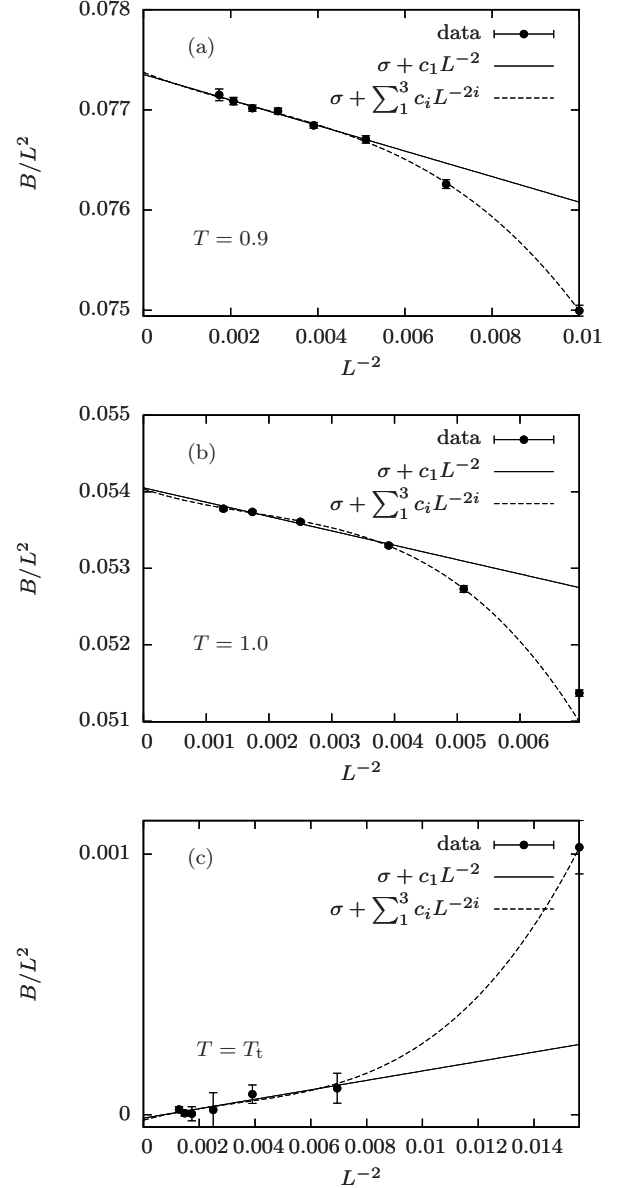 0.078
(a)
data
σ + c₁L⁻²
σ + ∑₁³ cᵢL⁻²ⁱ
0.077
B/L²
0.076
T = 0.9
0.075
0 0.002 0.004 0.006 0.008 0.01
L⁻²
0.055
(b)
data
σ + c₁L⁻²
σ + ∑₁³ cᵢL⁻²ⁱ
0.054
0.053
B/L²
0.052
T = 1.0
0.051
0 0.001 0.002 0.003 0.004 0.005 0.006
L⁻²
0.001
(c)
data
σ + c₁L⁻²
σ + ∑₁³ cᵢL⁻²ⁱ
B/L²
T = Tₜ
0
0 0.002 0.004 0.006 0.008 0.01 0.012 0.014
L⁻²